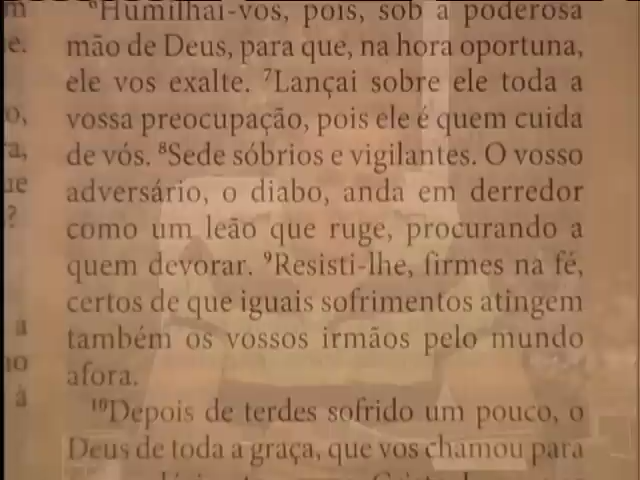 m
⁶Humilhai-vos, pois, sob a poderosa
e.
mão de Deus, para que, na hora oportuna,
ele vos exalte. ⁷Lançai sobre ele toda a
o,
vossa preocupação, pois ele é quem cuida
a,
de vós. ⁸Sede sóbrios e vigilantes. O vosso
ue
adversário, o diabo, anda em derredor
?
como um leão que ruge, procurando a
quem devorar. ⁹Resisti-lhe, firmes na fé,
certos de que iguais sofrimentos atingem
a
também os vossos irmãos pelo mundo
no
afora.
à
¹⁰Depois de terdes sofrido um pouco, o
Deus de toda a graça, que vos chamou para